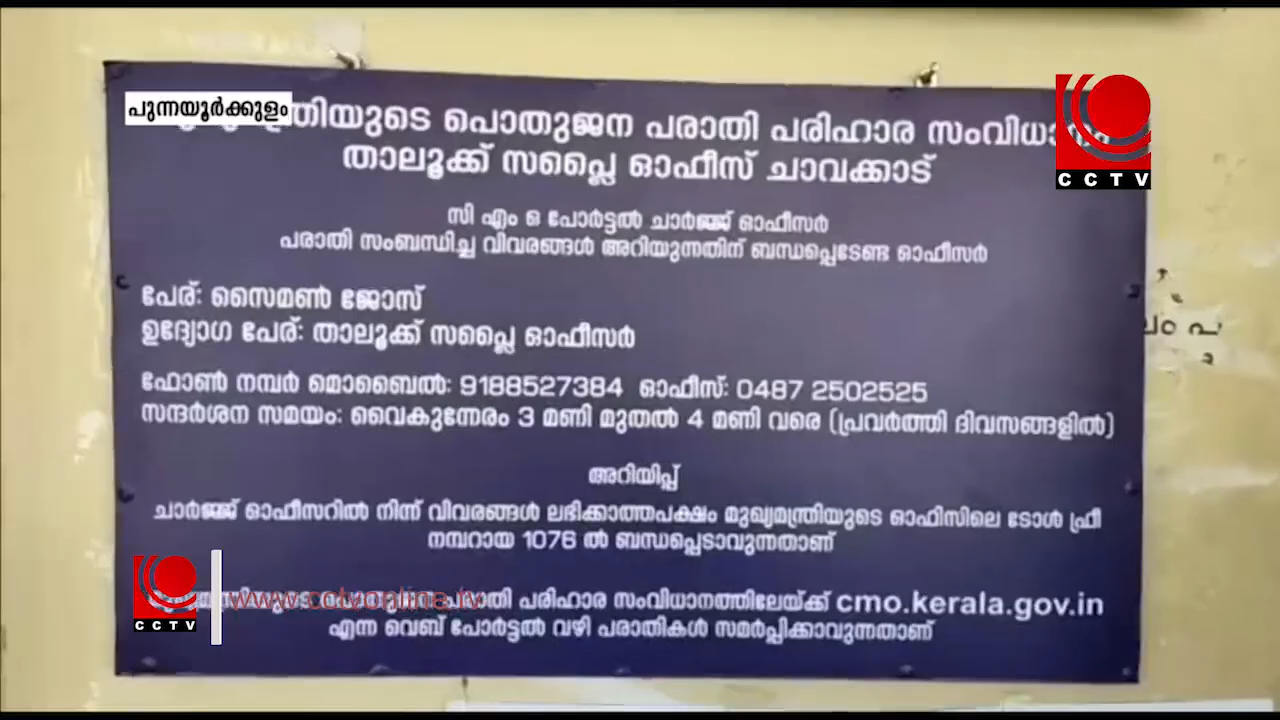 പുന്നയൂർക്കുളം
പൊതുജന പരാതി പരിഹാര
താലൂക്ക് സപ്ലൈ ഓഫീസ് ചാവക്കാട്
CCTV
സി എം ഒ പോർട്ടൽ ചാർജ്ജ് ഓഫീസർ
പരാതി സംബന്ധിച്ച വിവരങ്ങൾ അറിയുന്നതിന് ബന്ധപ്പെടേണ്ട ഓഫീസർ
പേര്: സൈമൺ ജോസ്
ഉദ്യോഗ പേര്: താലൂക്ക് സപ്ലൈ ഓഫീസർ
ഫോൺ നമ്പർ മൊബൈൽ: 9188527384 ഓഫീസ്: 0487 2502525
സന്ദർശന സമയം: വൈകുന്നേരം 3 മണി മുതൽ 4 മണി വരെ (പ്രവർത്തി ദിവസങ്ങളിൽ)
അറിയിപ്പ്
ചാർജ്ജ് ഓഫീസറിൽ നിന്ന് വിവരങ്ങൾ ലഭിക്കാത്തപക്ഷം മുഖ്യമന്ത്രിയുടെ ഓഫിസിലെ ടോൾ ഫ്രീ
നമ്പറായ 1076 ൽ ബന്ധപ്പെടാവുന്നതാണ്
www.cctvonline.tv
പരിഹാര സംവിധാനത്തിലേയ്ക്ക് cmo.kerala.gov.in
എന്ന വെബ് പോർട്ടൽ വഴി പരാതികൾ സമർപ്പിക്കാവുന്നതാണ്
CCTV